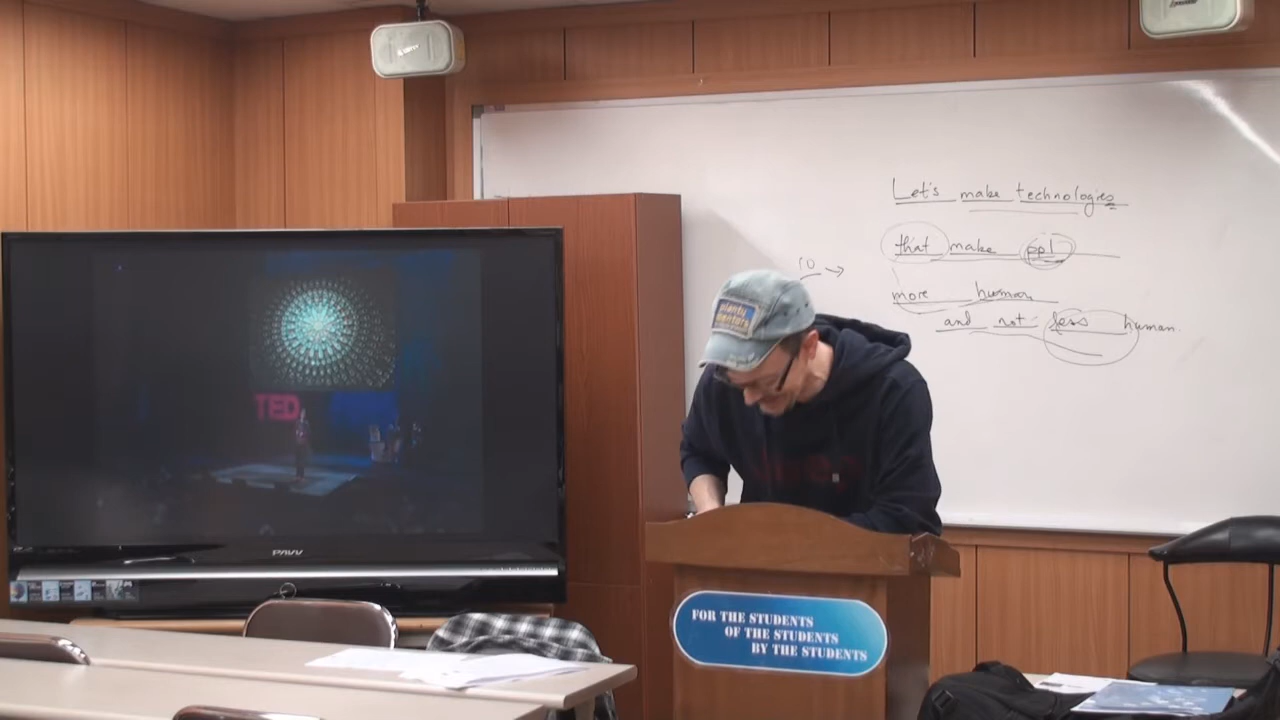 Let's make technologies
that make ppl
10 →
more human
and not less human.
TED
PAVV
FOR THE STUDENTS
OF THE STUDENTS
BY THE STUDENTS